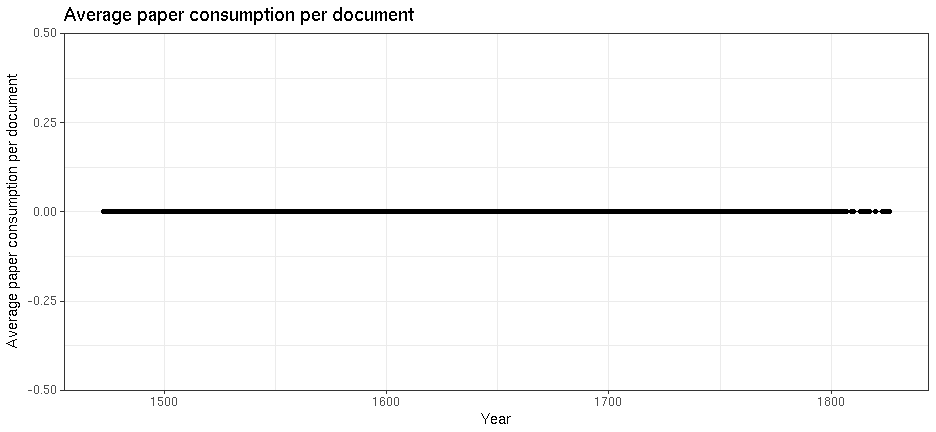 Average paper consumption per document
Average paper consumption per document
0.50
0.25
0.00
-0.25
-0.50
1500 1600 1700 1800
Year